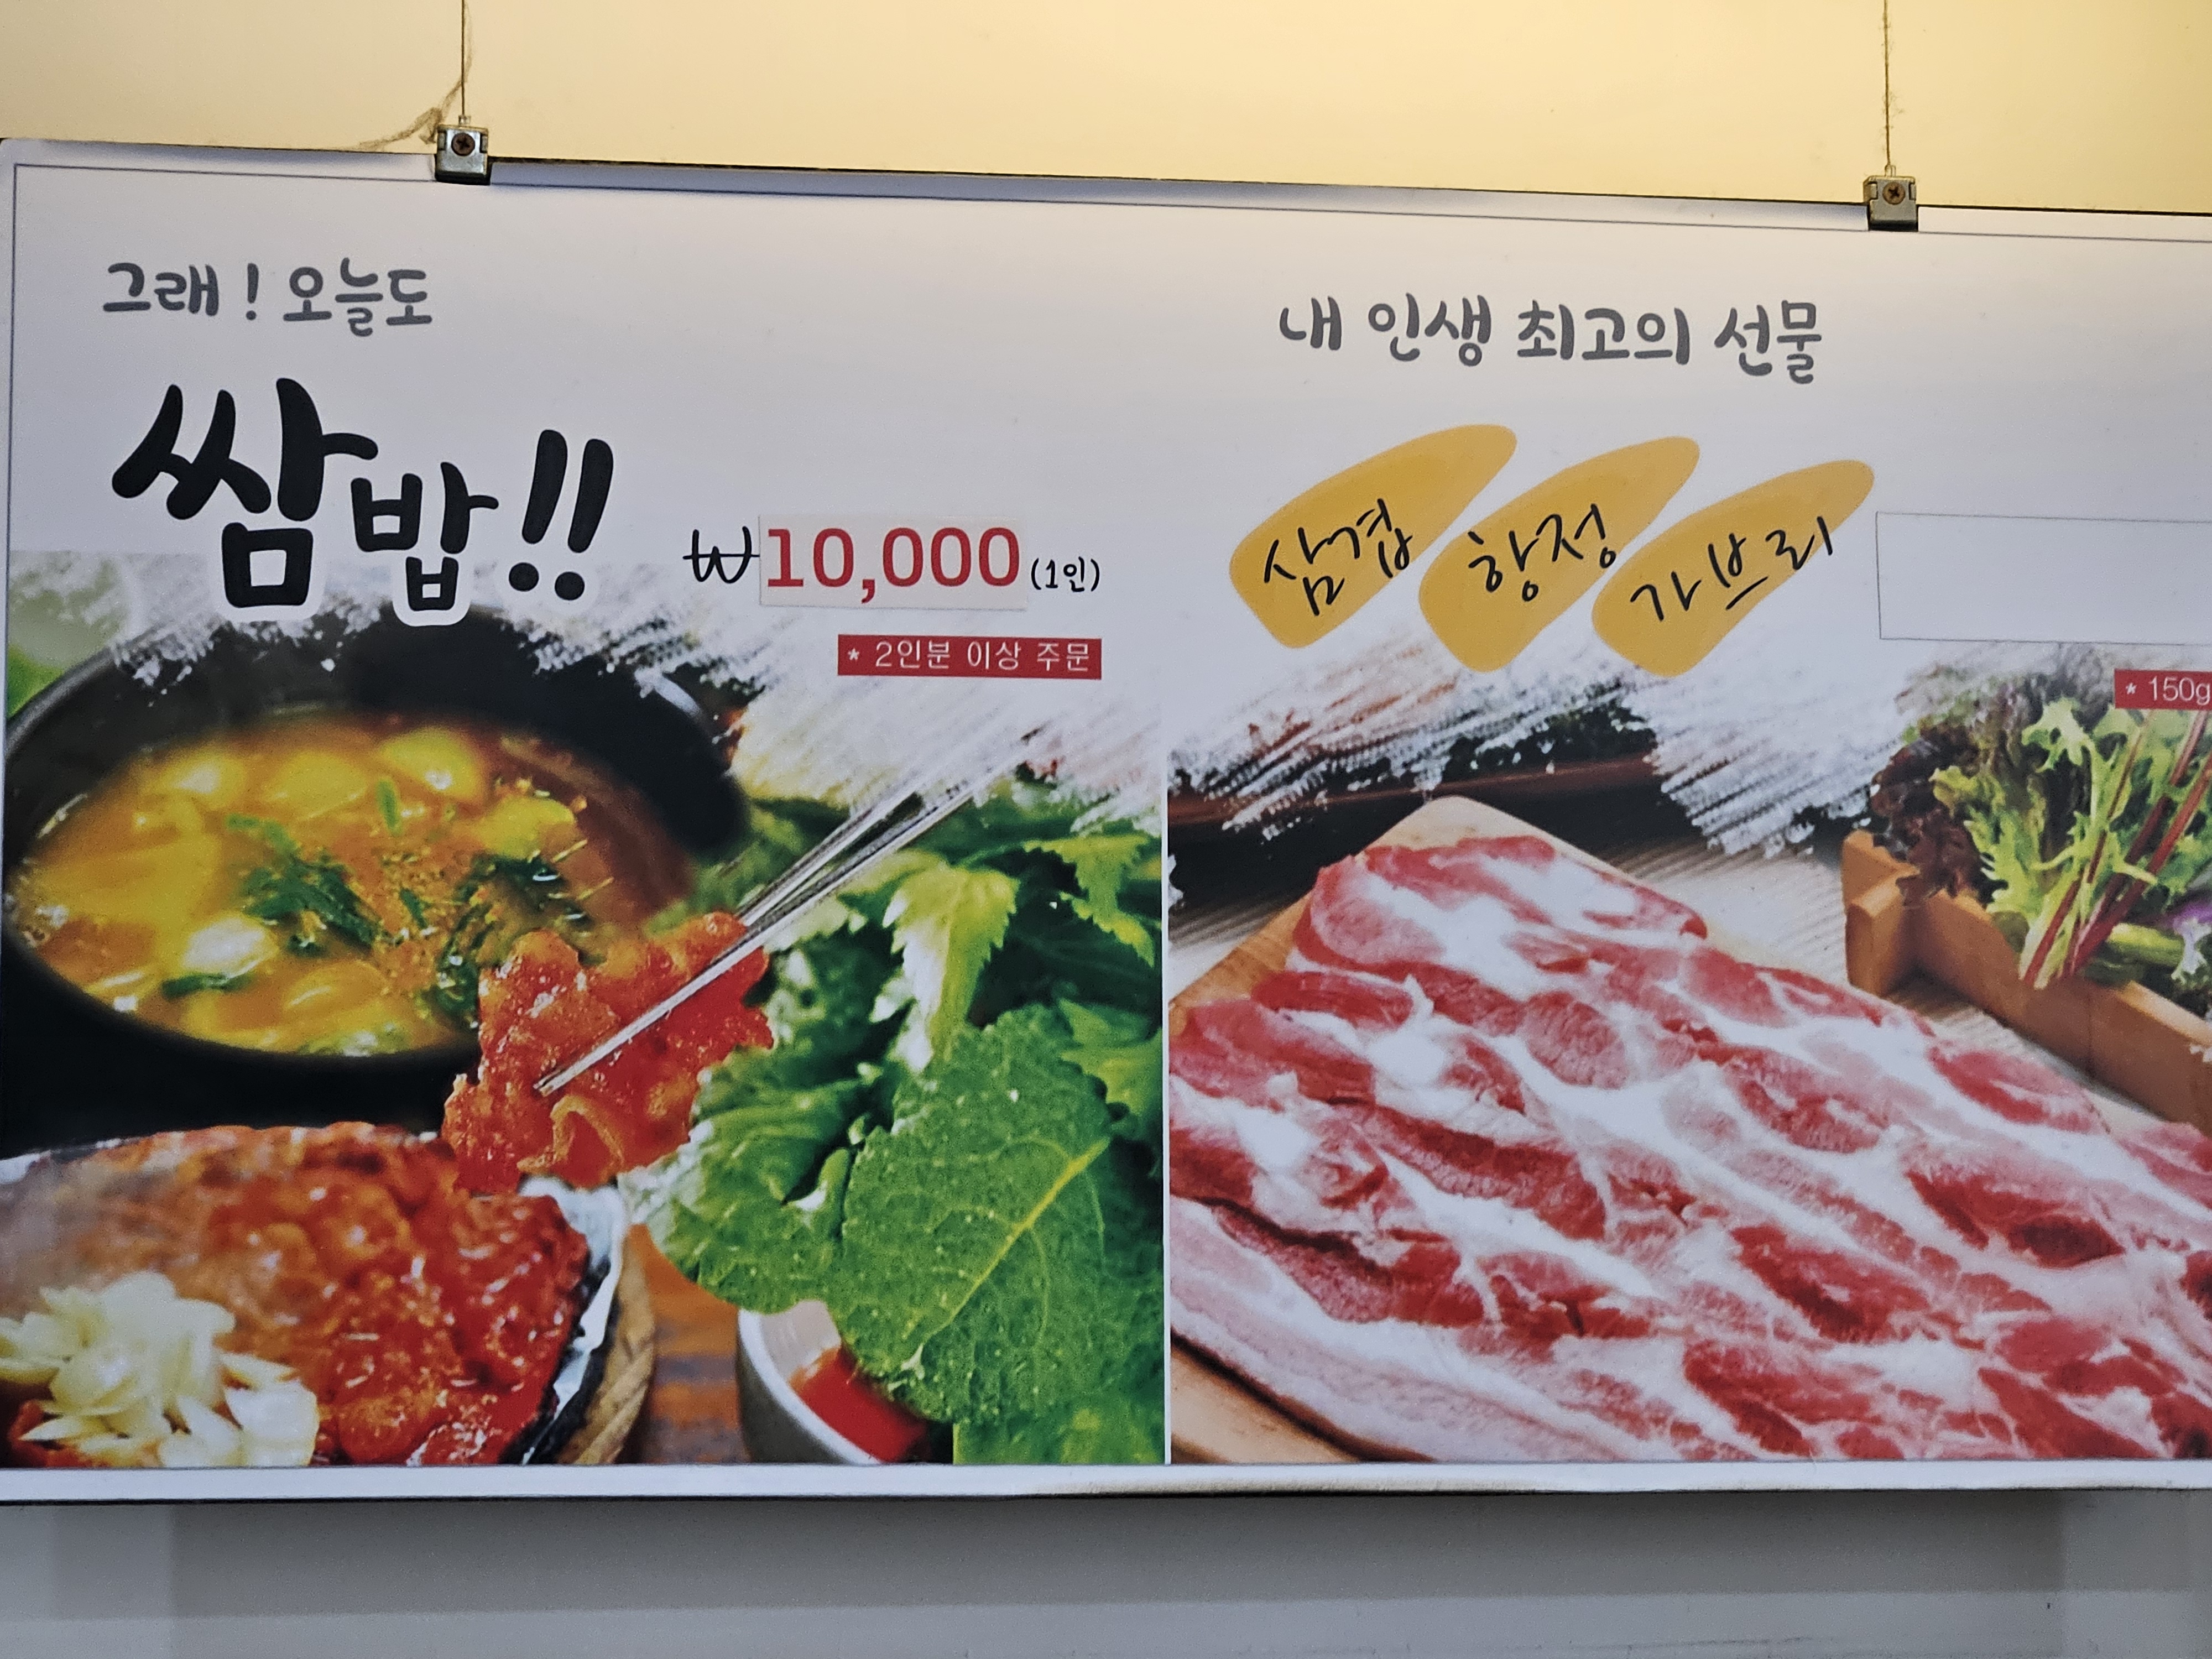 그래! 오늘도
쌈밥!!
₩10,000(1인)
* 2인분 이상 주문
내 인생 최고의 선물
삼겹
항정
가브리
* 150g